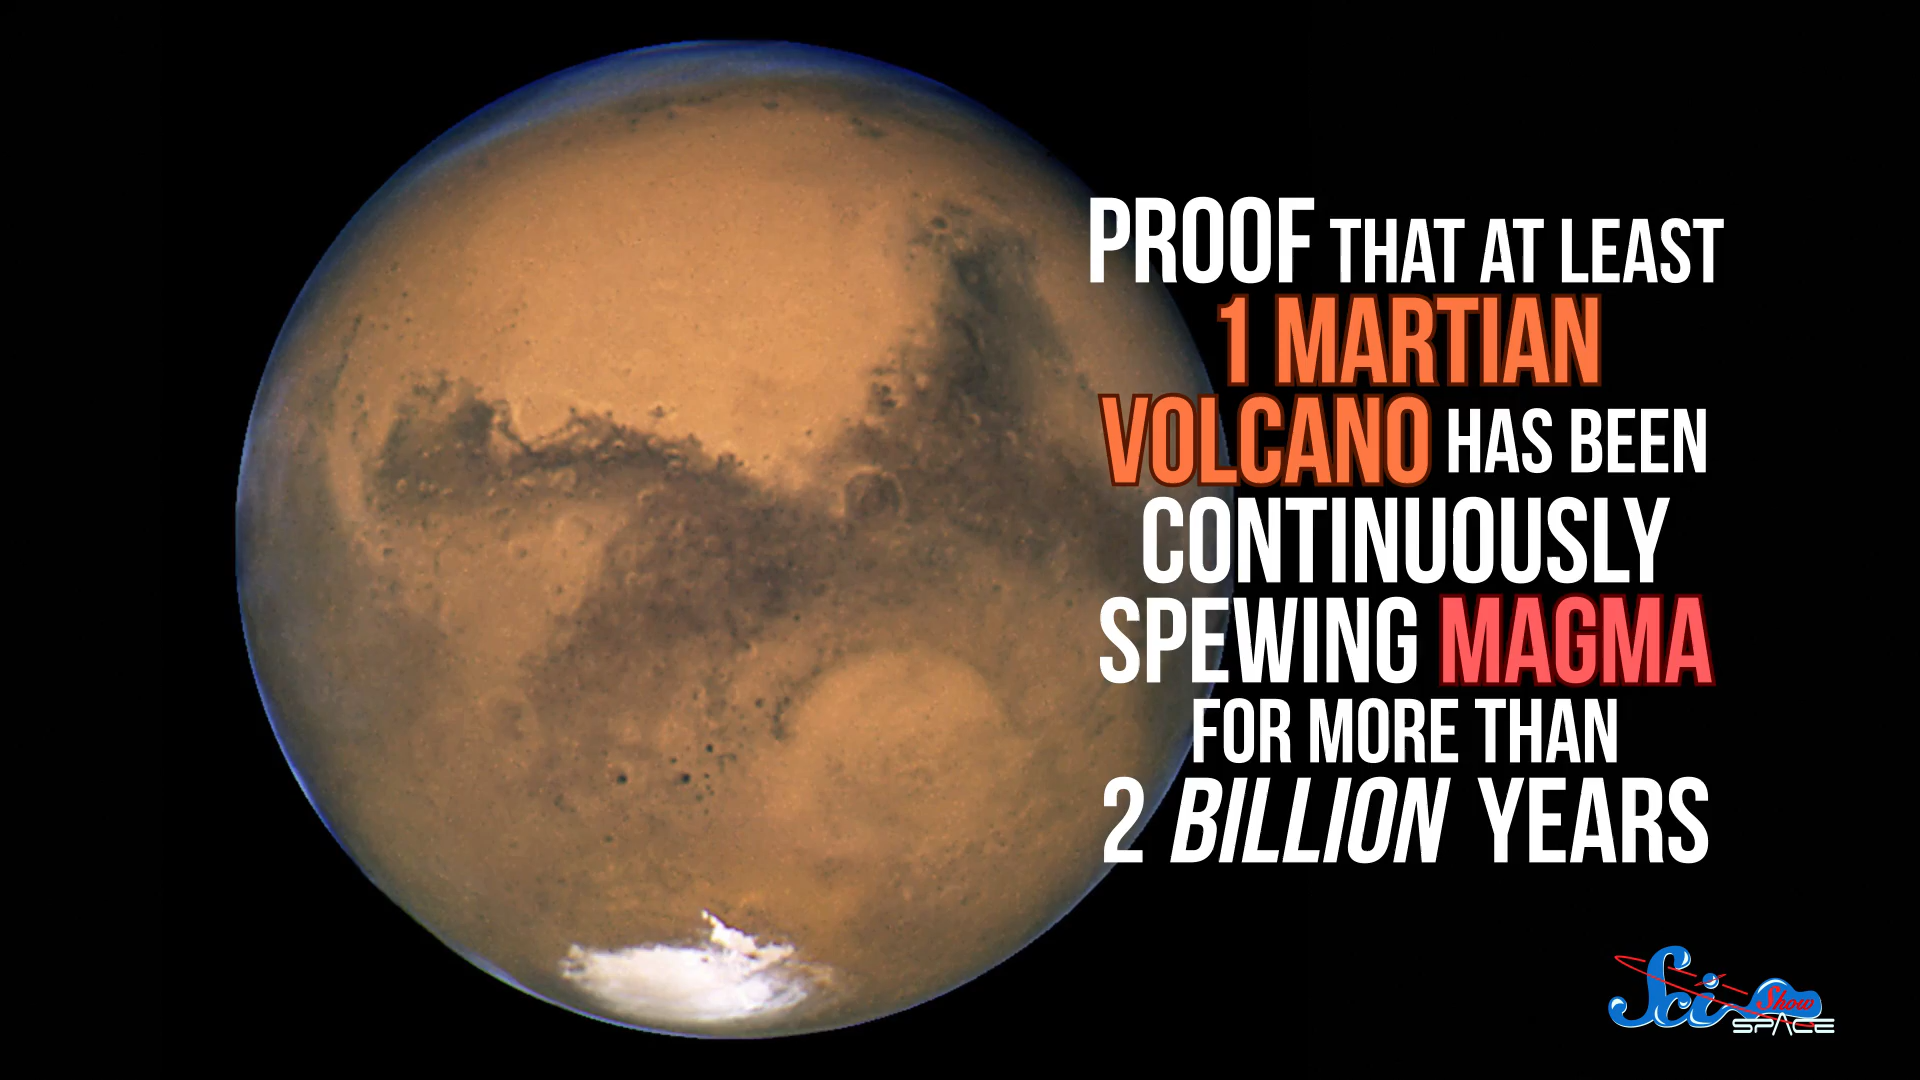 PROOF THAT AT LEAST
1 MARTIAN
VOLCANO HAS BEEN
CONTINUOUSLY
SPEWING MAGMA
FOR MORE THAN
2 BILLION YEARS
Sci Show
SPACE